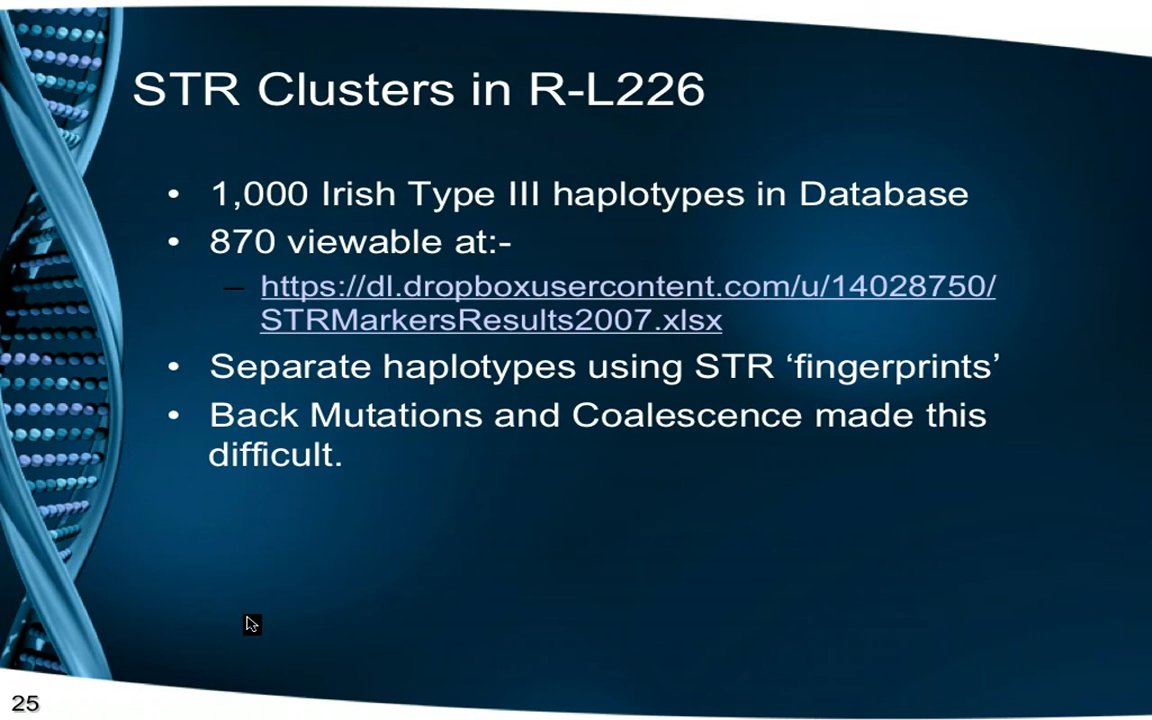 STR Clusters in R-L226
• 1,000 Irish Type III haplotypes in Database
• 870 viewable at:-
– https://dl.dropboxusercontent.com/u/14028750/
STRMarkersResults2007.xlsx
• Separate haplotypes using STR ‘fingerprints’
• Back Mutations and Coalescence made this
difficult.
25